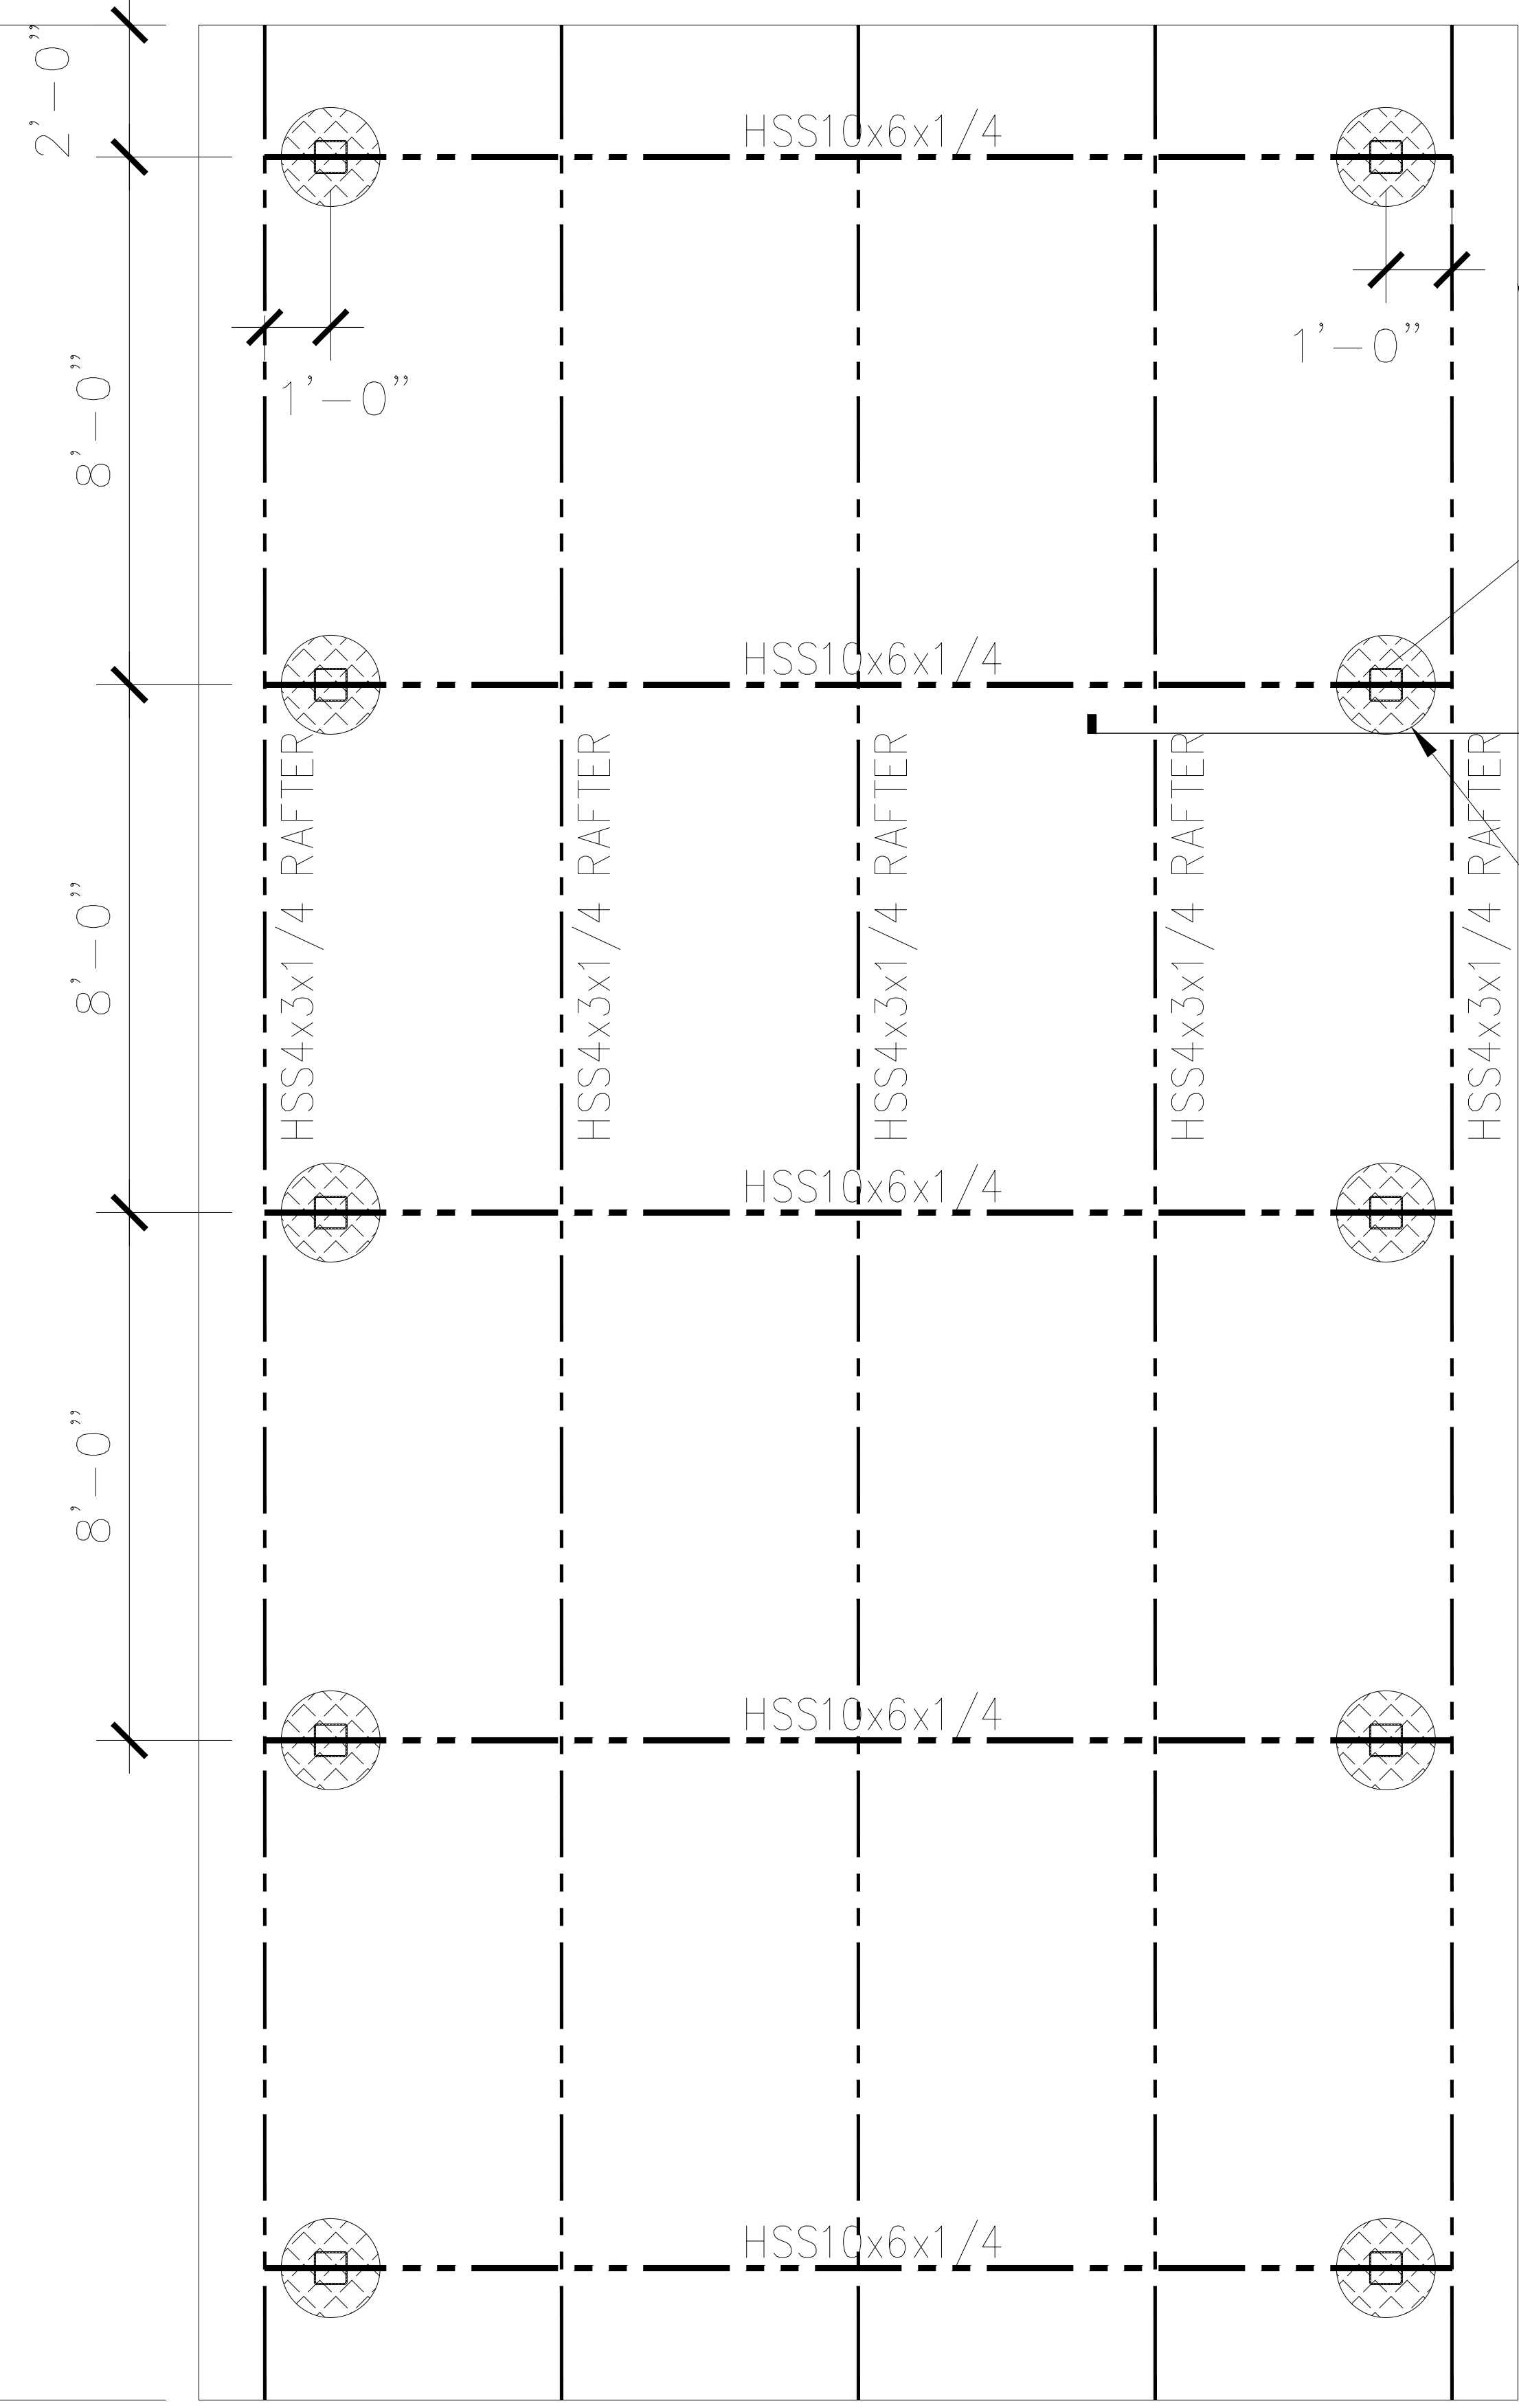 2'-0"
HSS10x6x1/4
1'-0"
8'-0"
1'-0"
HSS10x6x1/4
HSS4x3x1/4 RAFTER
HSS4x3x1/4 RAFTER
HSS4x3x1/4 RAFTER
HSS4x3x1/4 RAFTER
HSS4x3x1/4 RAFTER
8'-0"
HSS10x6x1/4
8'-0"
HSS10x6x1/4
HSS10x6x1/4